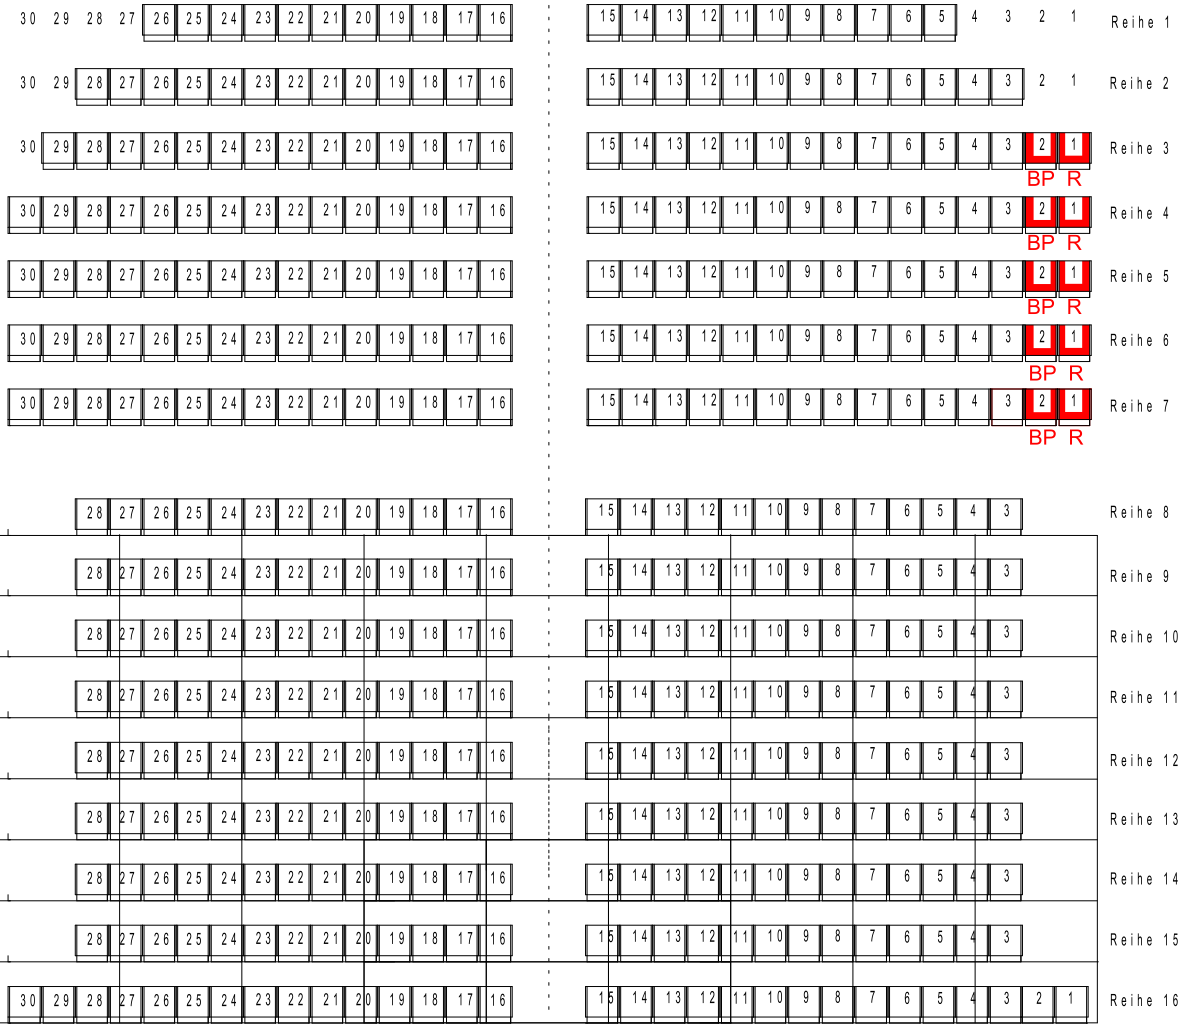 30 29 28 27 26 25 24 23 22 21 20 19 18 17 16 15 14 13 12 11 10 9 8 7 6 5 4 3 2 1 Reihe 1
30 29 28 27 26 25 24 23 22 21 20 19 18 17 16 15 14 13 12 11 10 9 8 7 6 5 4 3 2 1 Reihe 2
30 29 28 27 26 25 24 23 22 21 20 19 18 17 16 15 14 13 12 11 10 9 8 7 6 5 4 3 2 1 Reihe 3
BP R
30 29 28 27 26 25 24 23 22 21 20 19 18 17 16 15 14 13 12 11 10 9 8 7 6 5 4 3 2 1 Reihe 4
BP R
30 29 28 27 26 25 24 23 22 21 20 19 18 17 16 15 14 13 12 11 10 9 8 7 6 5 4 3 2 1 Reihe 5
BP R
30 29 28 27 26 25 24 23 22 21 20 19 18 17 16 15 14 13 12 11 10 9 8 7 6 5 4 3 2 1 Reihe 6
BP R
30 29 28 27 26 25 24 23 22 21 20 19 18 17 16 15 14 13 12 11 10 9 8 7 6 5 4 3 2 1 Reihe 7
BP R
28 27 26 25 24 23 22 21 20 19 18 17 16 15 14 13 12 11 10 9 8 7 6 5 4 3 Reihe 8
28 27 26 25 24 23 22 21 20 19 18 17 16 15 14 13 12 11 10 9 8 7 6 5 4 3 Reihe 9
28 27 26 25 24 23 22 21 20 19 18 17 16 15 14 13 12 11 10 9 8 7 6 5 4 3 Reihe 10
28 27 26 25 24 23 22 21 20 19 18 17 16 15 14 13 12 11 10 9 8 7 6 5 4 3 Reihe 11
28 27 26 25 24 23 22 21 20 19 18 17 16 15 14 13 12 11 10 9 8 7 6 5 4 3 Reihe 12
28 27 26 25 24 23 22 21 20 19 18 17 16 15 14 13 12 11 10 9 8 7 6 5 4 3 Reihe 13
28 27 26 25 24 23 22 21 20 19 18 17 16 15 14 13 12 11 10 9 8 7 6 5 4 3 Reihe 14
28 27 26 25 24 23 22 21 20 19 18 17 16 15 14 13 12 11 10 9 8 7 6 5 4 3 Reihe 15
30 29 28 27 26 25 24 23 22 21 20 19 18 17 16 15 14 13 12 11 10 9 8 7 6 5 4 3 2 1 Reihe 16